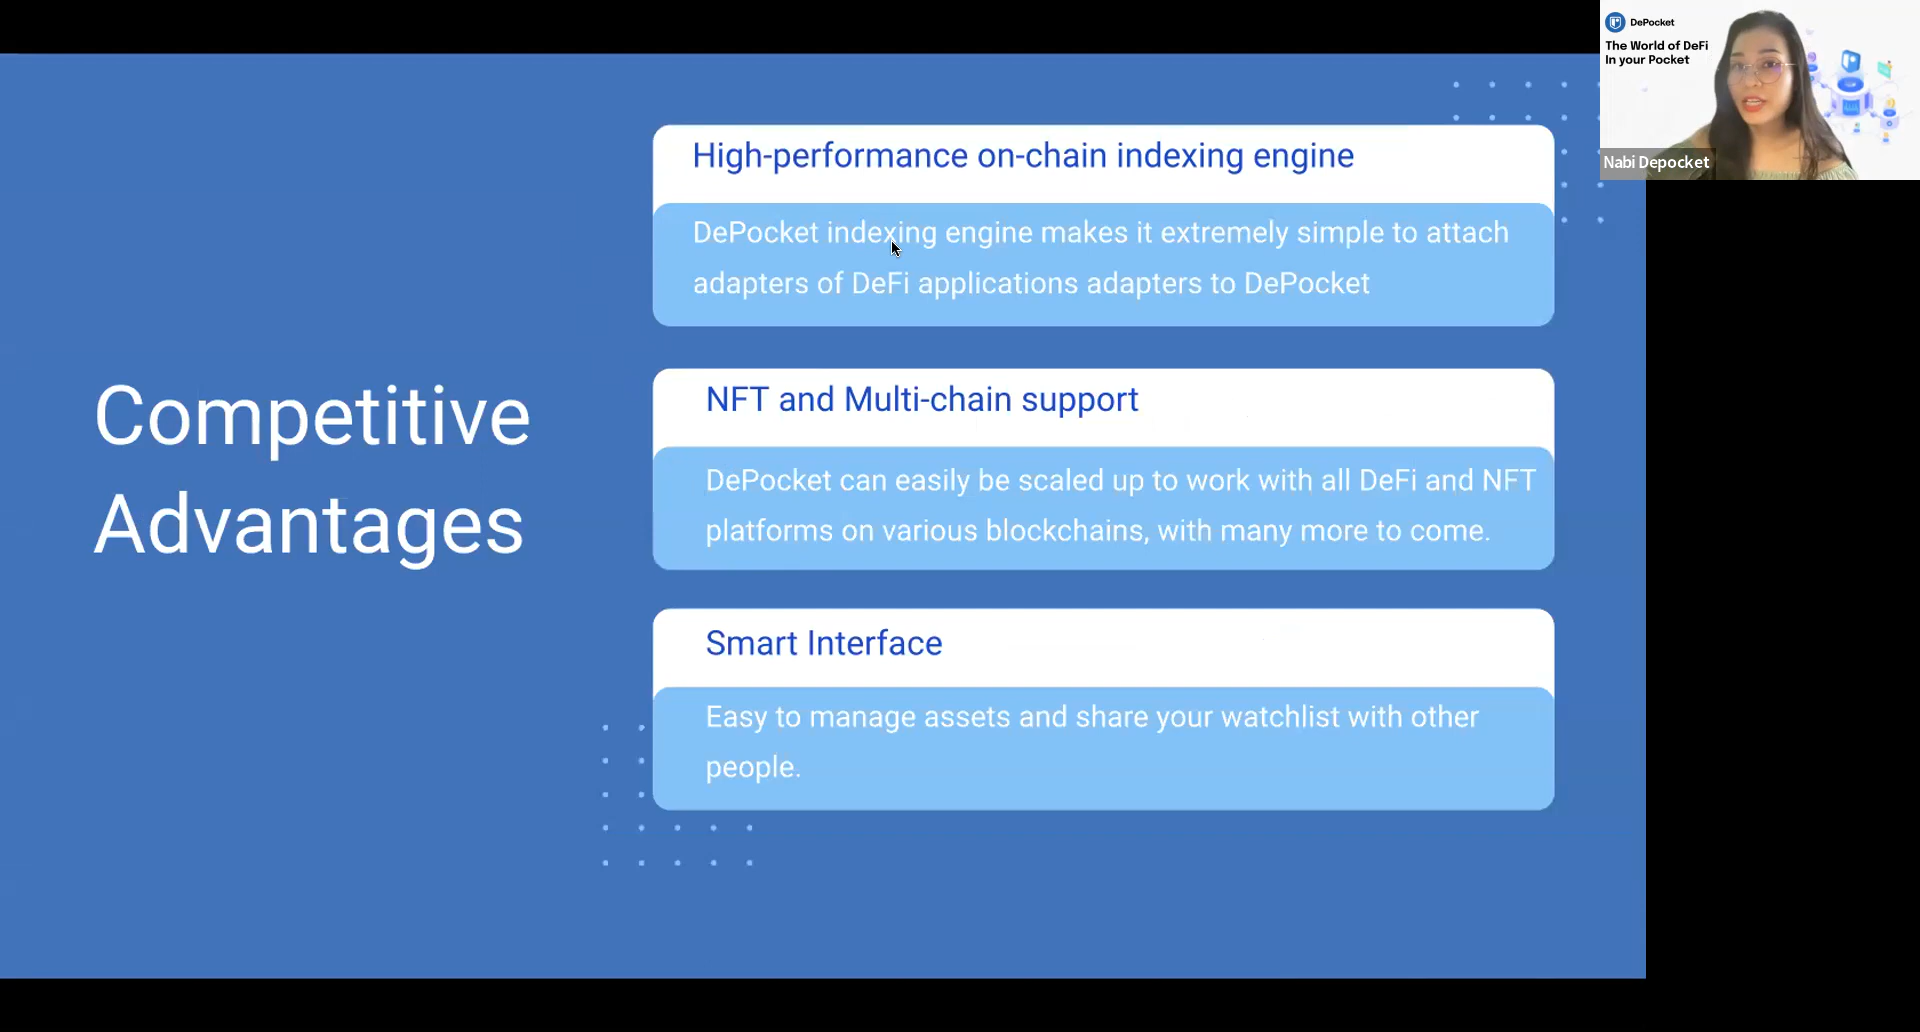 Competitive
Advantages
High-performance on-chain indexing engine
DePocket indexing engine makes it extremely simple to attach
adapters of DeFi applications adapters to DePocket
NFT and Multi-chain support
DePocket can easily be scaled up to work with all DeFi and NFT
platforms on various blockchains, with many more to come.
Smart Interface
Easy to manage assets and share your watchlist with other
people.
DePocket
The World of DeFi
In your Pocket
Nabi Depocket